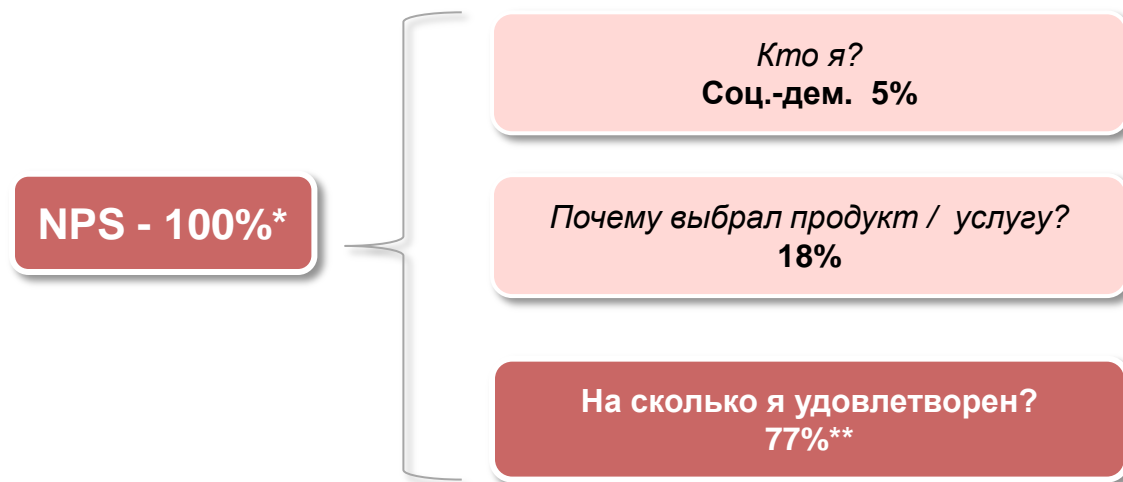 Кто я?
Соц.-дем. 5%
NPS - 100%*
Почему выбрал продукт / услугу?
18%
На сколько я удовлетворен?
77%**